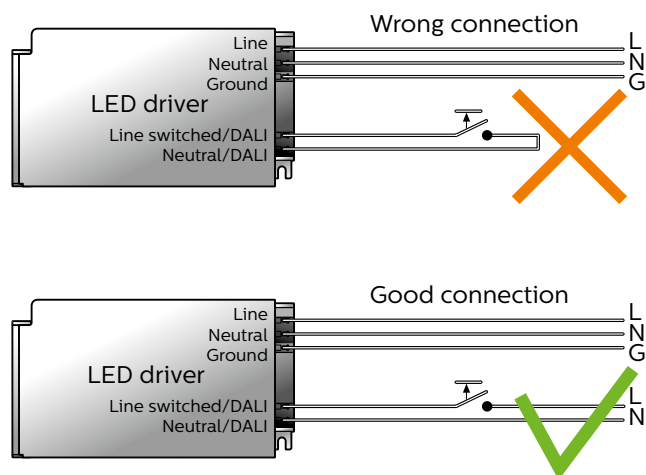 Wrong connection
Line
L
Neutral
N
Ground
G
LED driver
Line switched/DALI
Neutral/DALI
Good connection
Line
L
Neutral
N
Ground
G
LED driver
Line switched/DALI
L
Neutral/DALI
N